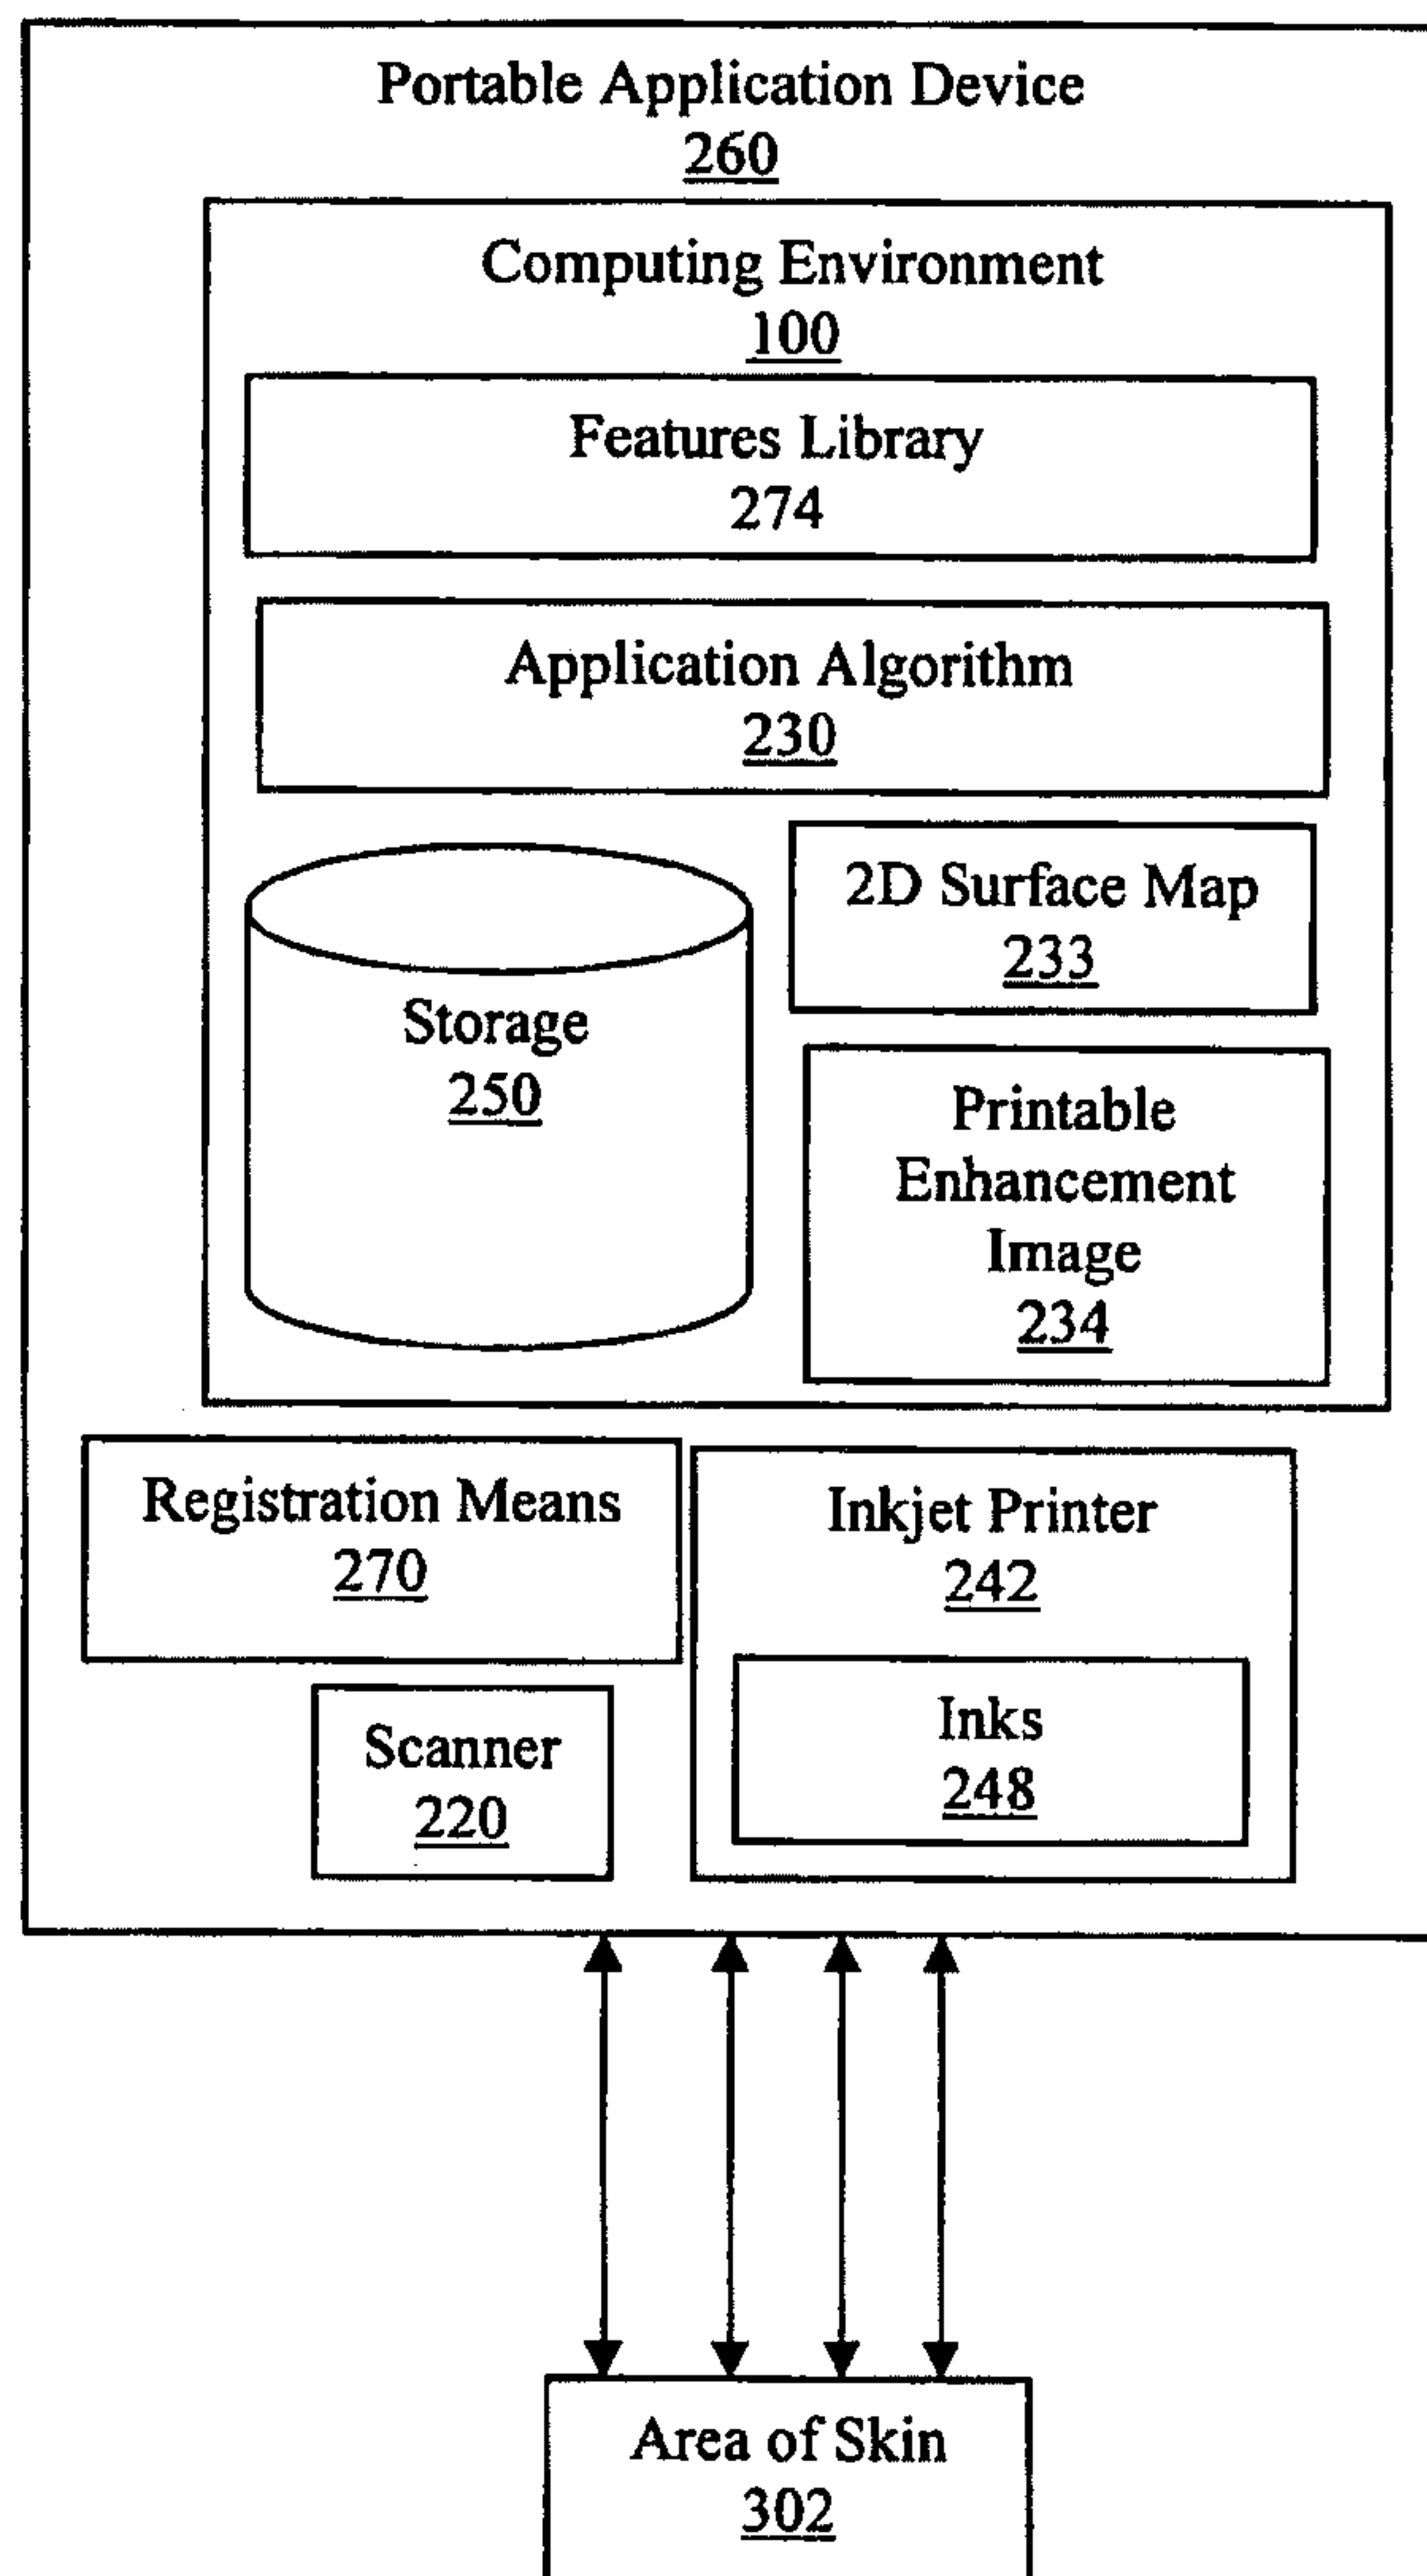 Portable Application Device
260
Computing Environment
100
Features Library
274
Application Algorithm
230
2D Surface Map
233
Storage
250
Printable
Enhancement
Image
234
Registration Means
270
Inkjet Printer
242
Inks
248
Scanner
220
Area of Skin
302